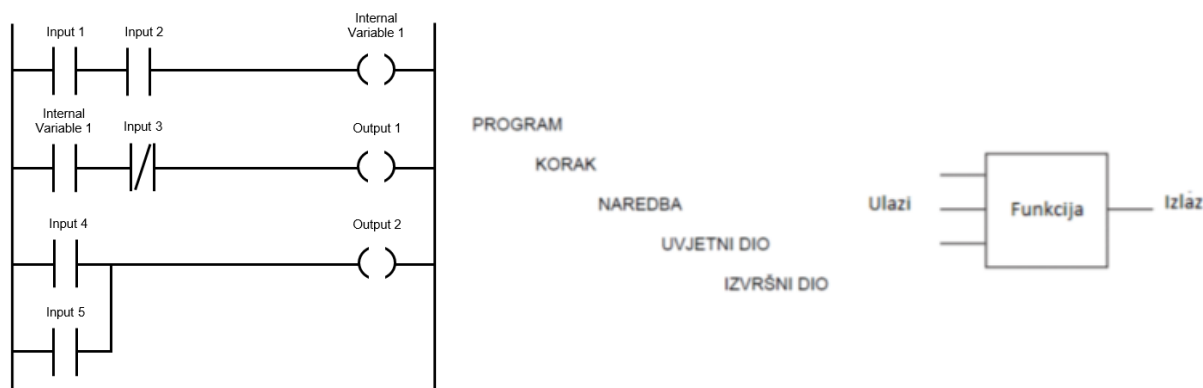 Input 1
Input 2
Internal
Variable 1
Internal
Variable 1
Input 3
Output 1
Input 4
Output 2
Input 5
PROGRAM
KORAK
NAREDBA
UVJETNI DIO
IZVRŠNI DIO
Ulazi
Funkcija
Izlaz